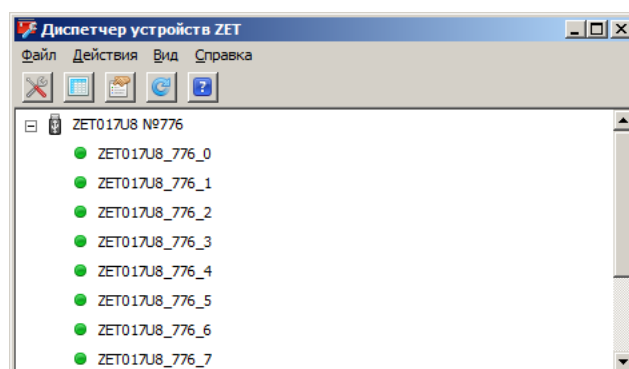 Диспетчер устройств ZET
Файл Действия Вид Справка
ZET017U8 №776
ZET017U8_776_0
ZET017U8_776_1
ZET017U8_776_2
ZET017U8_776_3
ZET017U8_776_4
ZET017U8_776_5
ZET017U8_776_6
ZET017U8_776_7